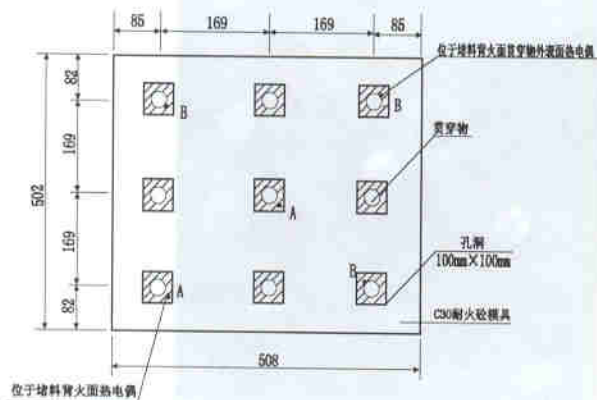 85
169
169
85
位于堵料背火面贯穿物外表面热电偶
82
B
B
169
贯穿物
502
A
169
孔洞
100mm×100mm
B
A
82
C30耐火砼模具
508
位于堵料背火面热电偶